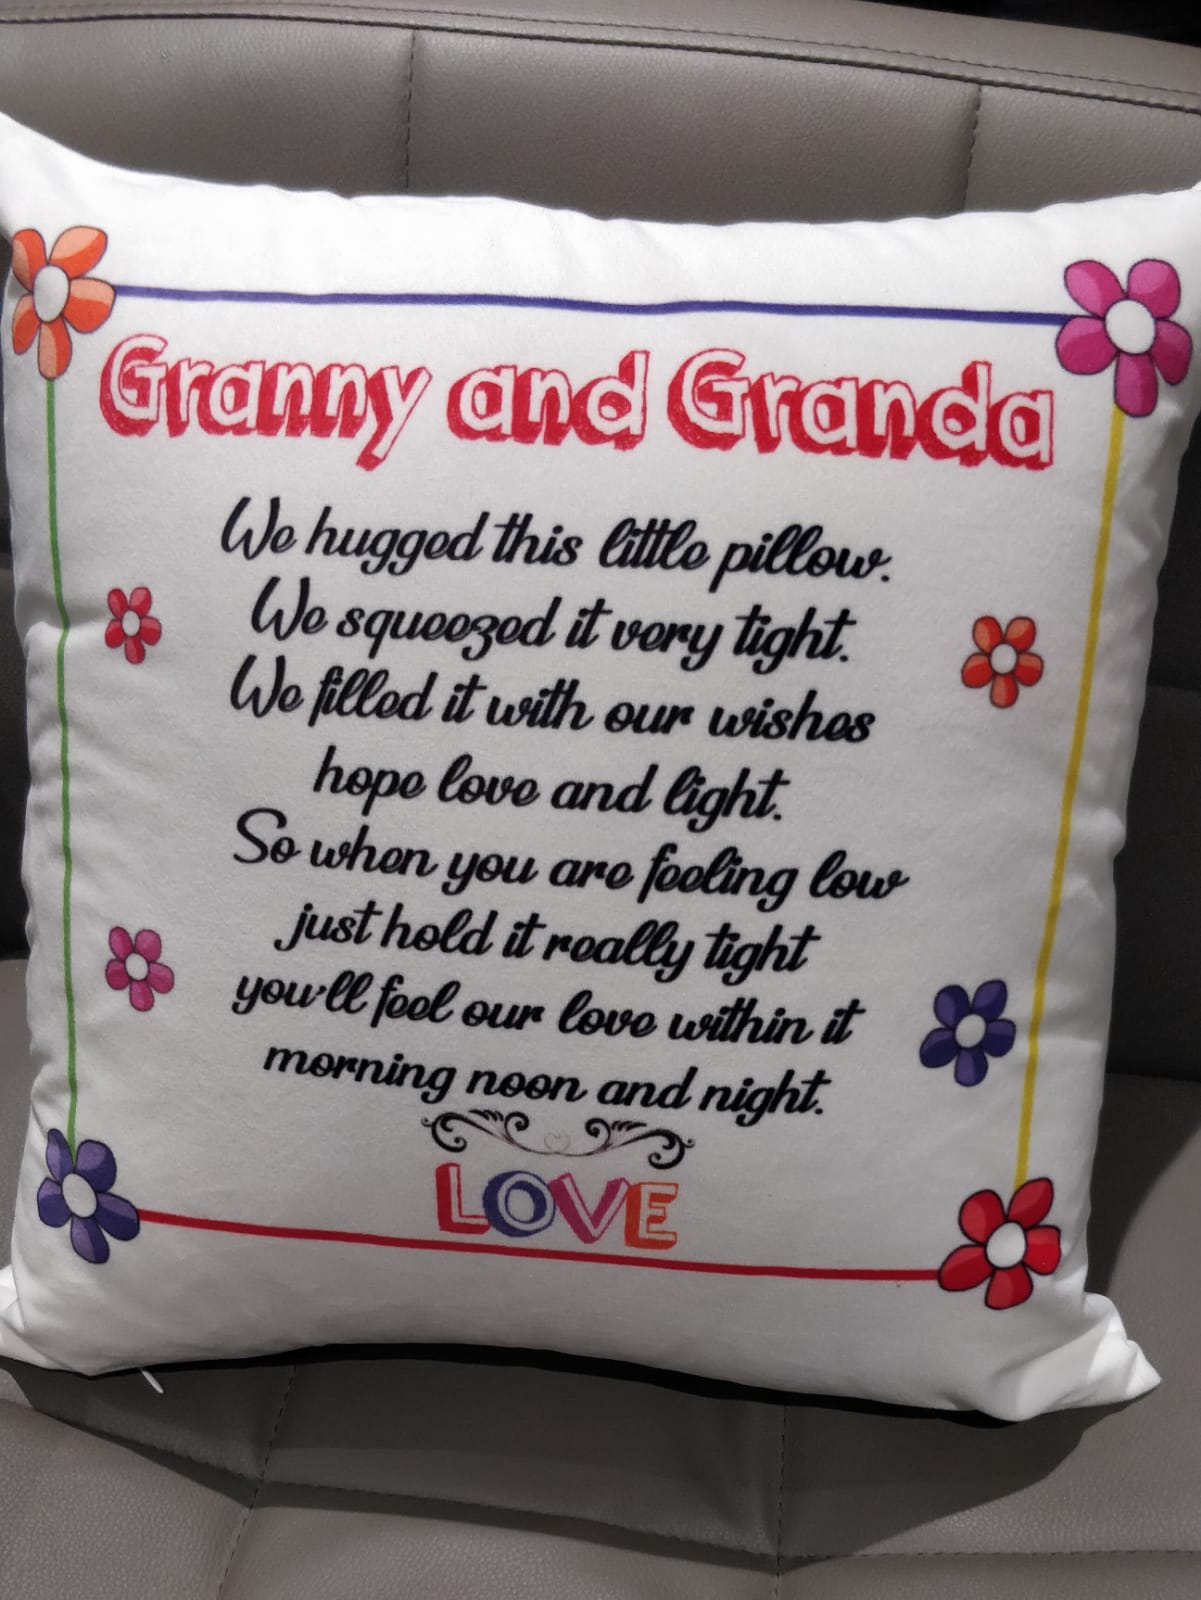 Granny and Granda
We hugged this little pillow.
We squeezed it very tight.
We filled it with our wishes
hope love and light.
So when you are feeling low
just hold it really tight
you'll feel our love within it
morning noon and night.
LOVE